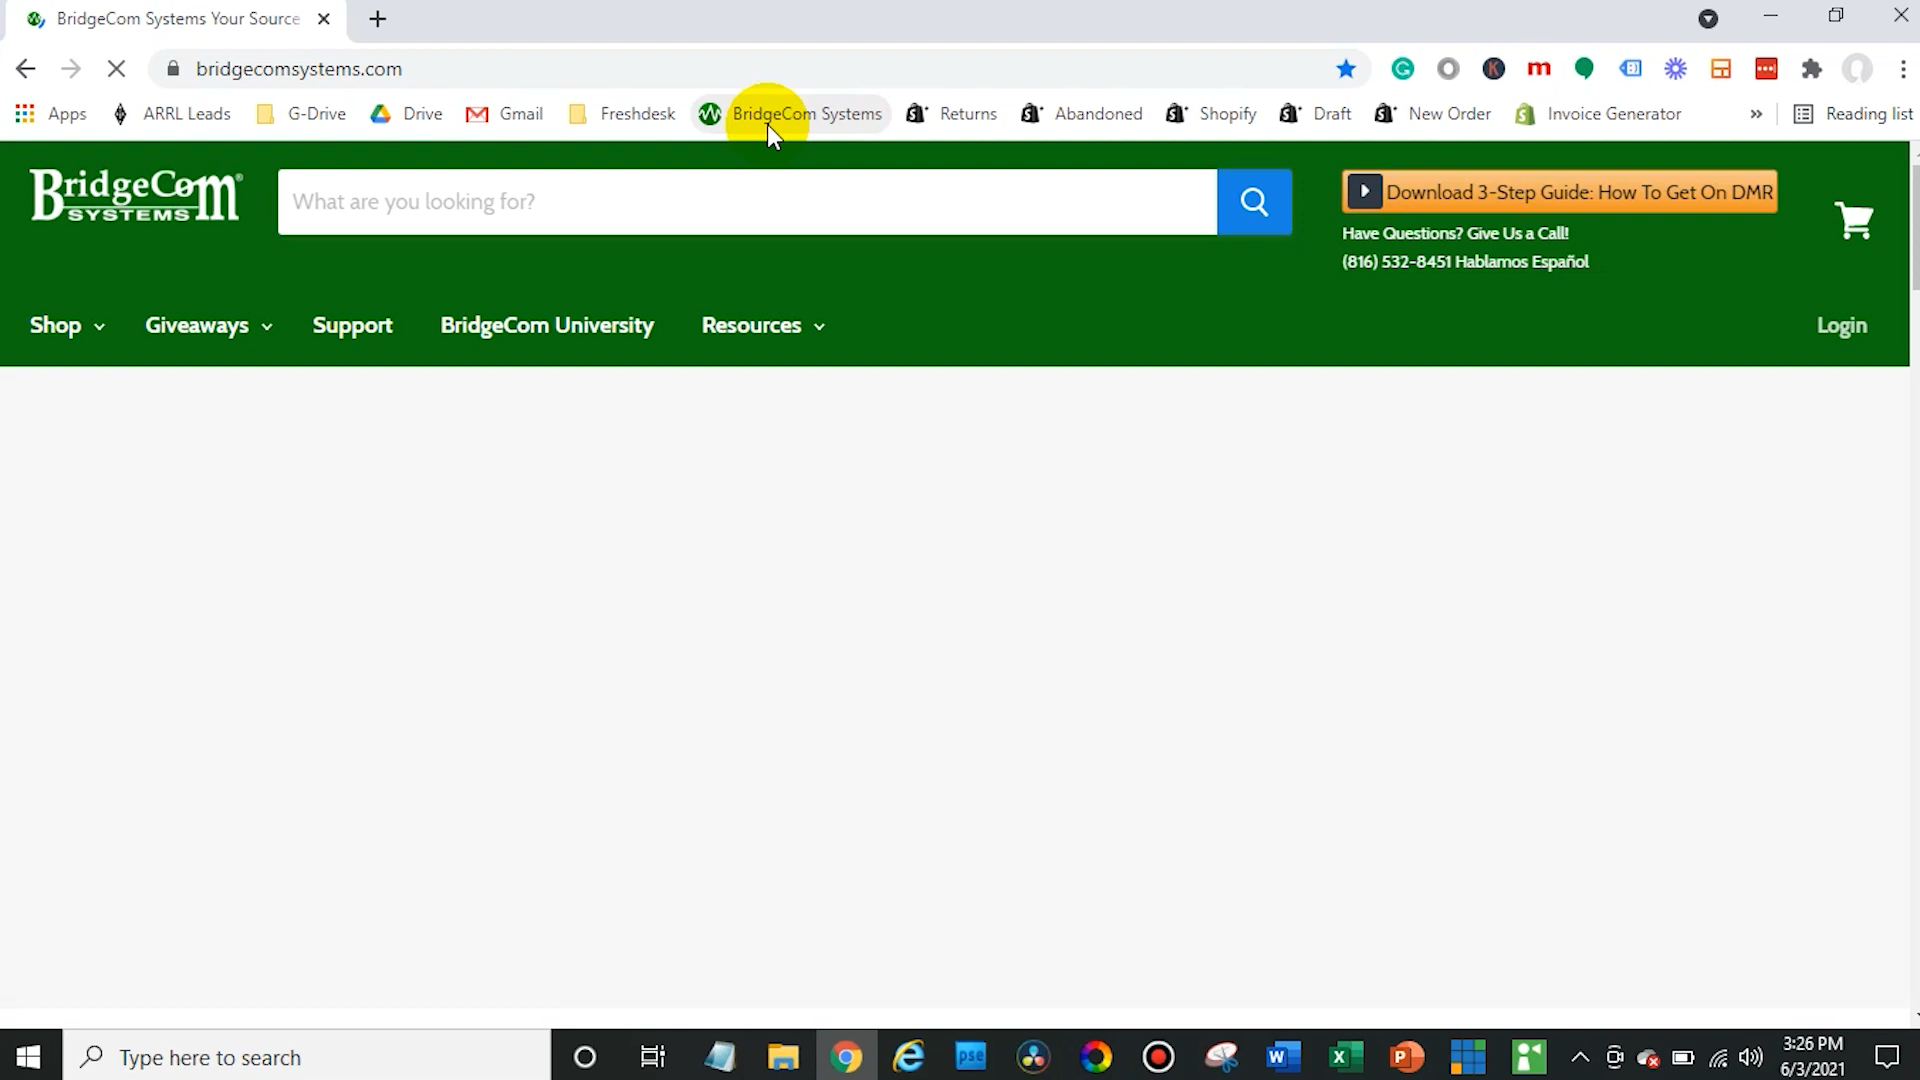 BridgeCom Systems Your Source
bridgecomsystems.com
Apps ARRL Leads G-Drive Drive Gmail Freshdesk BridgeCom Systems Returns Abandoned Shopify Draft New Order Invoice Generator » Reading list
BridgeCom®
SYSTEMS
What are you looking for?
Download 3-Step Guide: How To Get On DMR
Have Questions? Give Us a Call!
(816) 532-8451 Hablamos Español
Shop Giveaways Support BridgeCom University Resources Login
Type here to search
pse
3:26 PM
6/3/2021